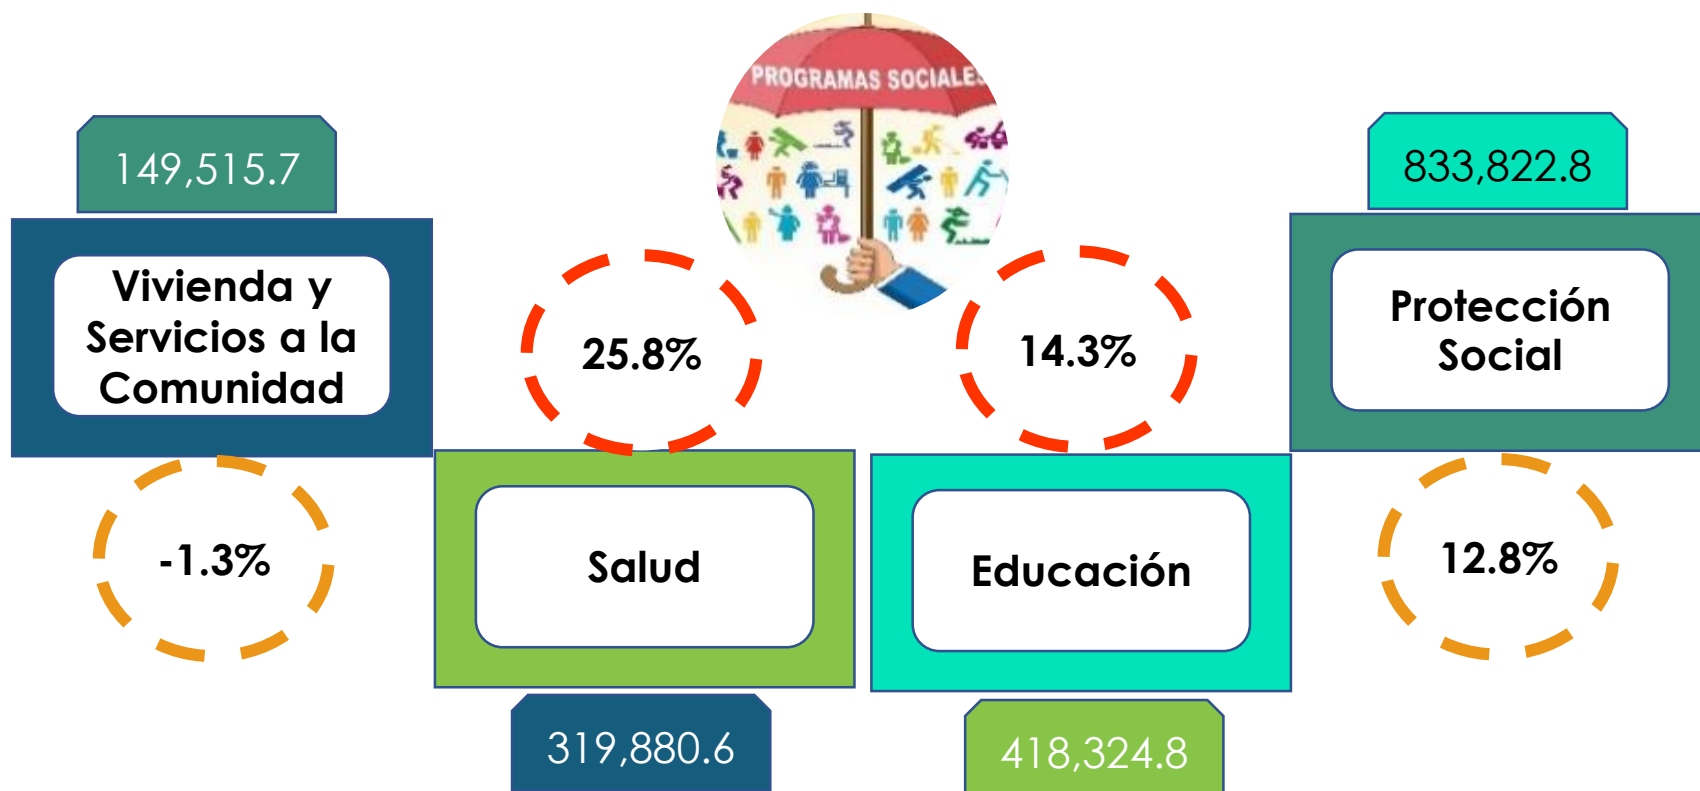 PROGRAMAS SOCIALES
149,515.7
Vivienda y
Servicios a la
Comunidad
-1.3%
25.8%
Salud
319,880.6
14.3%
Educación
418,324.8
833,822.8
Protección
Social
12.8%